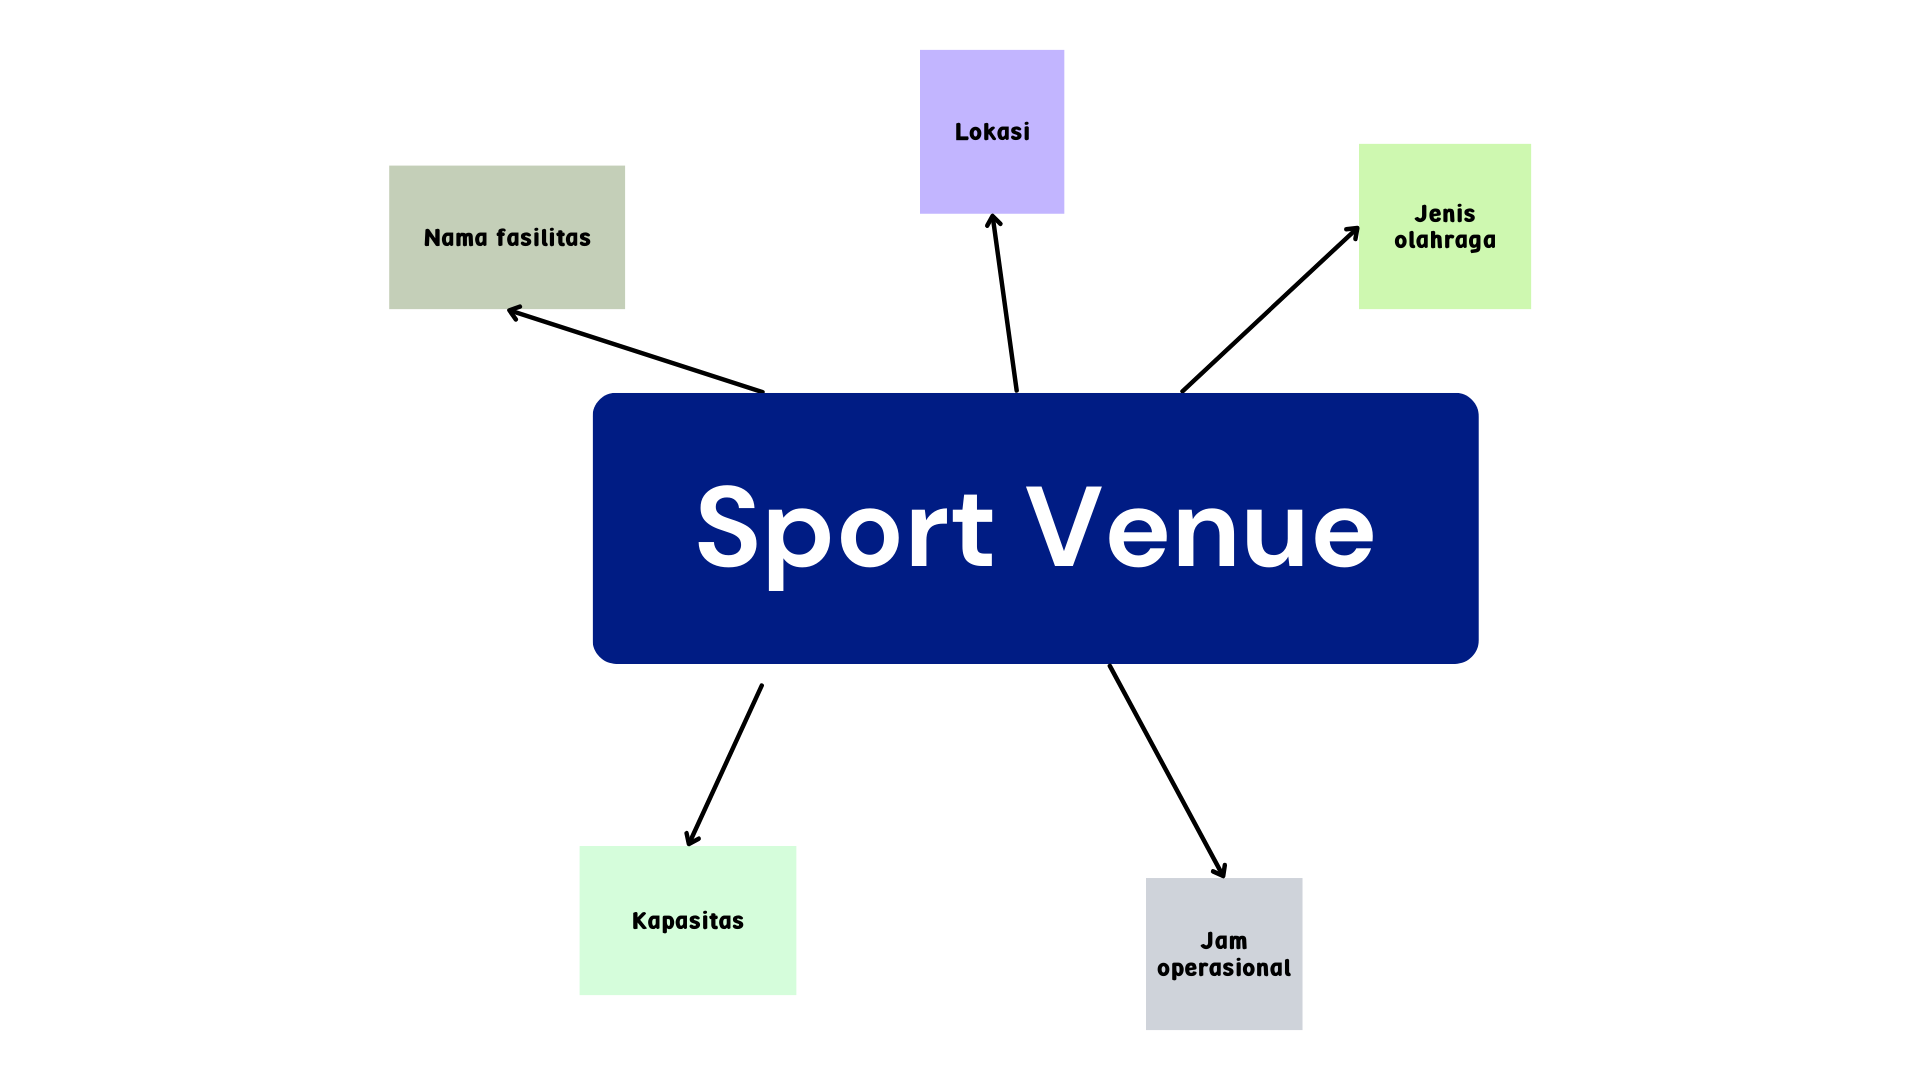 Lokasi
Nama fasilitas
Jenis
olahraga
Sport Venue
Kapasitas
Jam
operasional